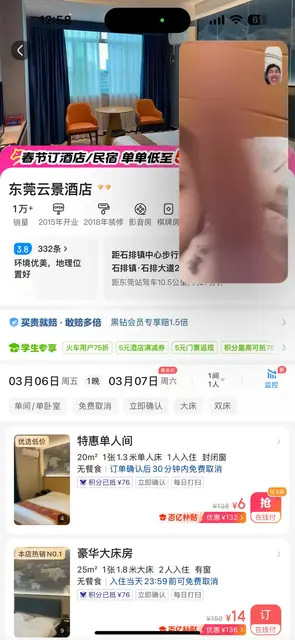 12:58
6
春节订酒店/民宿 单单低至
东莞云景酒店
1万+
销量
2015年开业
2018年装修
影音房
棋牌房
3.8 332条 >
环境优美，地理位置好
距石排镇中心步行
石排镇·石排大道2
距东莞站驾车10.5公里,
买贵就赔·敢赔多倍
黑钻会员专享赔1.5倍
学生专享
火车用户75折
5元酒店满减券
5元门票返现
积分最高可抵76
03月06日 周五 1晚 03月07日 周六
1间
1人
监控
单间/单卧室
免费取消
立即确认
大床
双床
优选低价
特惠单人间
20m² 1张1.3米单人床 1人入住 封闭窗
无餐食 订单确认后30分钟内免费取消
积分已抵¥76
立即确认
每日打扫
4
¥138 ¥6
抢
在线付
百亿补贴
优惠 ¥132 >
本店热销NO.1
豪华大床房
25m² 1张1.8米大床 2人入住 有窗
无餐食 入住当天23:59前可免费取消
积分已抵¥76
立即确认
每日打扫
9
¥150 ¥14
订
在线付
百亿补贴
优惠 ¥136 >